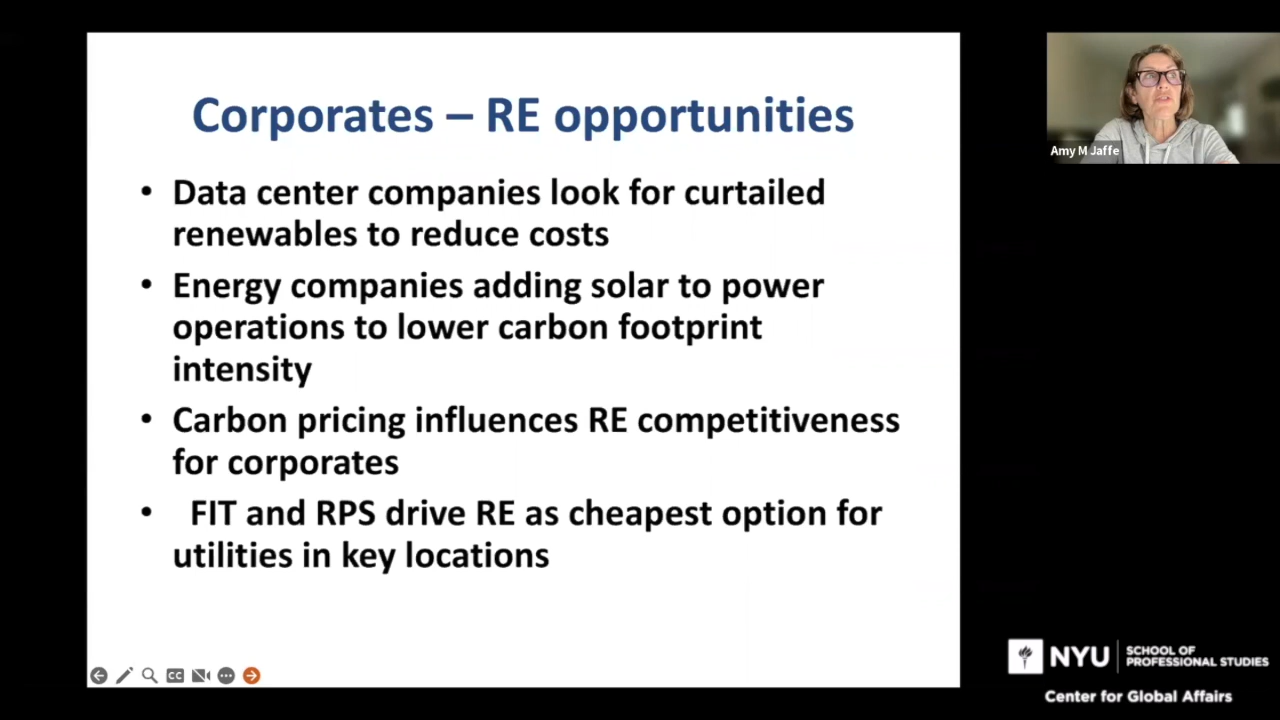 Corporates – RE opportunities
• Data center companies look for curtailed
renewables to reduce costs
• Energy companies adding solar to power
operations to lower carbon footprint
intensity
• Carbon pricing influences RE competitiveness
for corporates
• FIT and RPS drive RE as cheapest option for
utilities in key locations
CC
Amy M Jaffe
NYU
SCHOOL OF
PROFESSIONAL STUDIES
Center for Global Affairs